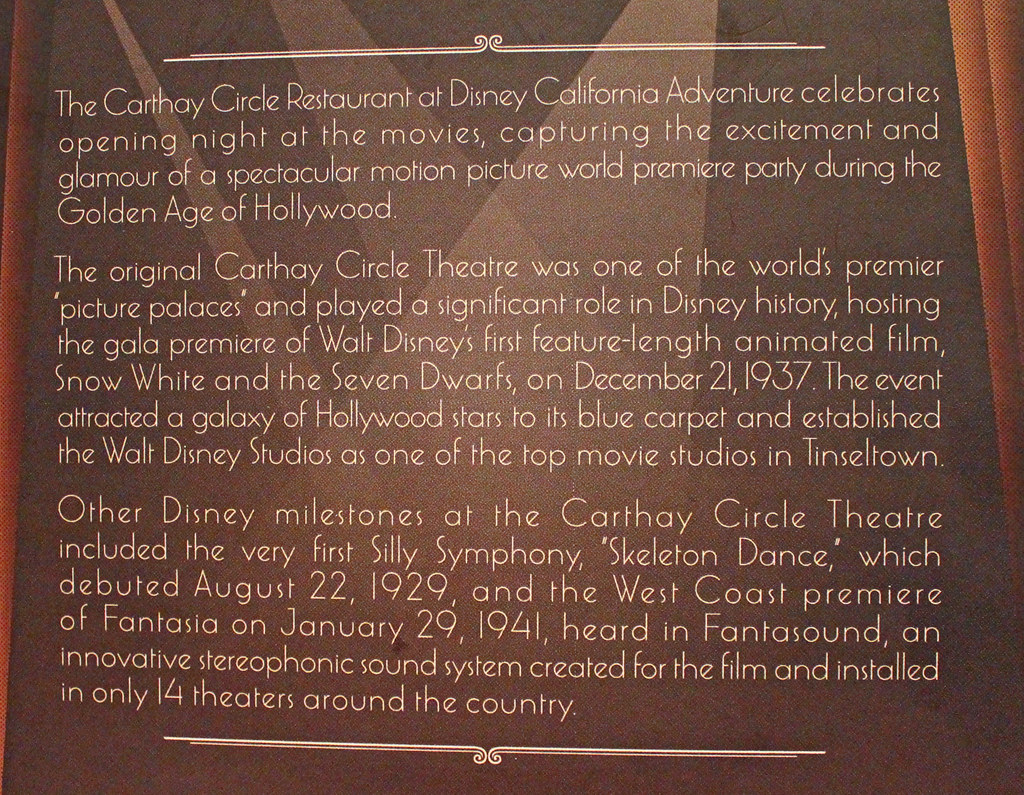 The Carthay Circle Restaurant at Disney California Adventure celebrates
opening night at the movies, capturing the excitement and
glamour of a spectacular motion picture world premiere party during the
Golden Age of Hollywood.
The original Carthay Circle Theatre was one of the world's premier
"picture palaces" and played a significant role in Disney history, hosting
the gala premiere of Walt Disney's first feature-length animated film,
Snow White and the Seven Dwarfs, on December 21, 1937. The event
attracted a galaxy of Hollywood stars to its blue carpet and established
the Walt Disney Studios as one of the top movie studios in Tinseltown.
Other Disney milestones at the Carthay Circle Theatre
included the very first Silly Symphony, "Skeleton Dance," which
debuted August 22, 1929, and the West Coast premiere
of Fantasia on January 29, 1941, heard in Fantasound, an
innovative stereophonic sound system created for the film and installed
in only 14 theaters around the country.